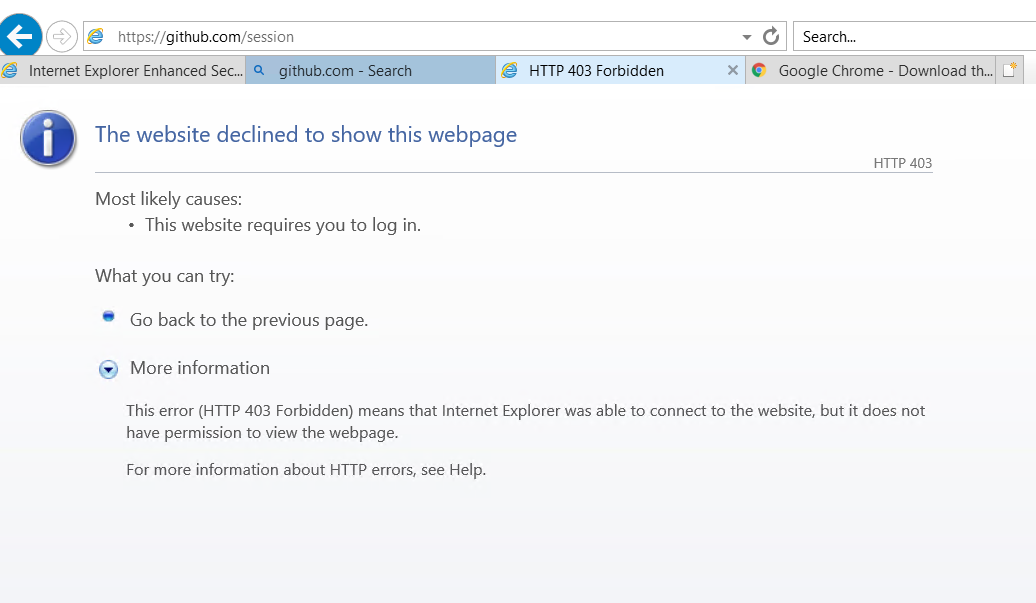 https://github.com/session
Search...
Internet Explorer Enhanced Sec...
github.com - Search
HTTP 403 Forbidden
Google Chrome - Download th...
The website declined to show this webpage
HTTP 403
Most likely causes:
• This website requires you to log in.
What you can try:
Go back to the previous page.
More information
This error (HTTP 403 Forbidden) means that Internet Explorer was able to connect to the website, but it does not
have permission to view the webpage.
For more information about HTTP errors, see Help.